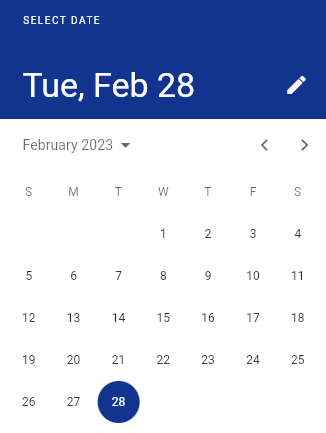 SELECT DATE
Tue, Feb 28
February 2023
S M T W T F S
1 2 3 4
5 6 7 8 9 10 11
12 13 14 15 16 17 18
19 20 21 22 23 24 25
26 27 28